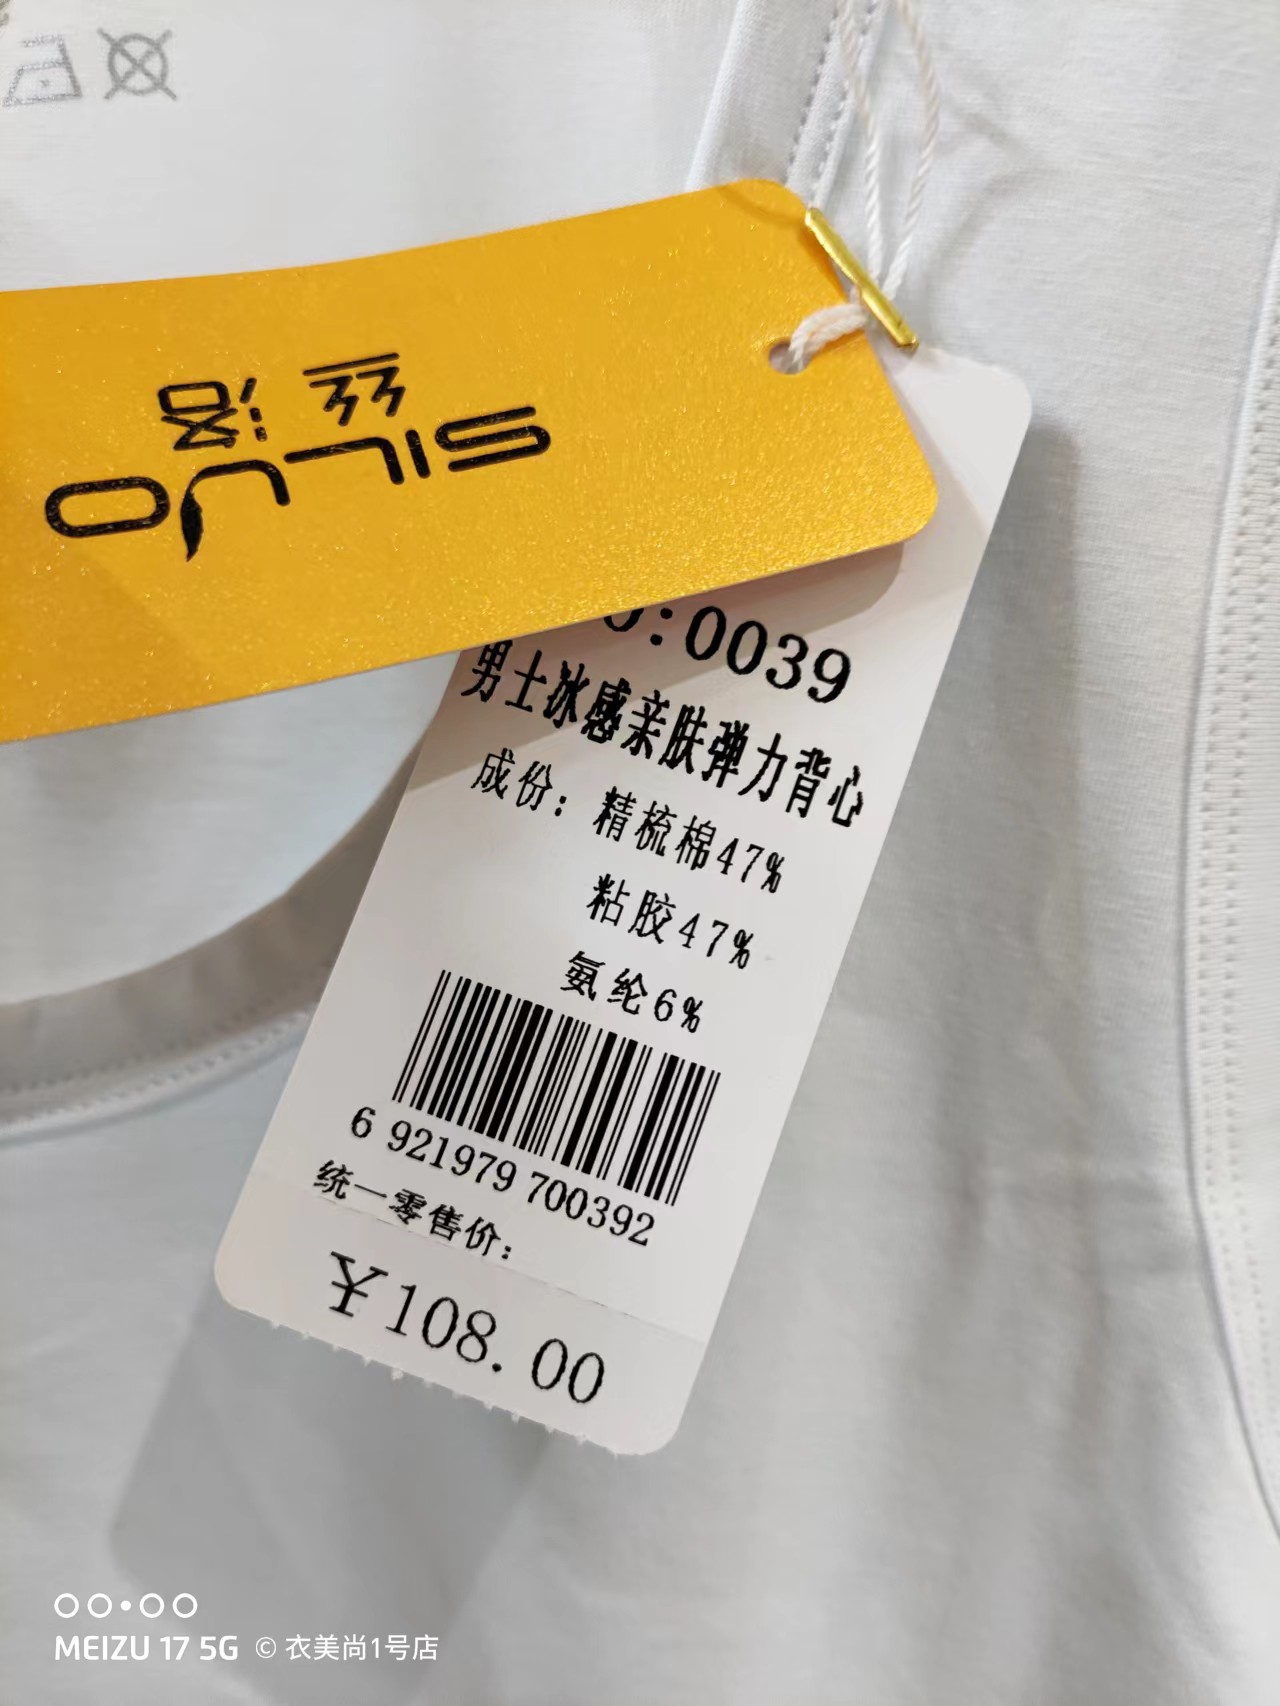 丝洛
SILUO
:0039
男士冰感亲肤弹力背心
成份：精梳棉47%
粘胶47%
氨纶6%
6 921979 700392
统一零售价：
¥108.00
MEIZU 17 5G © 衣美尚1号店